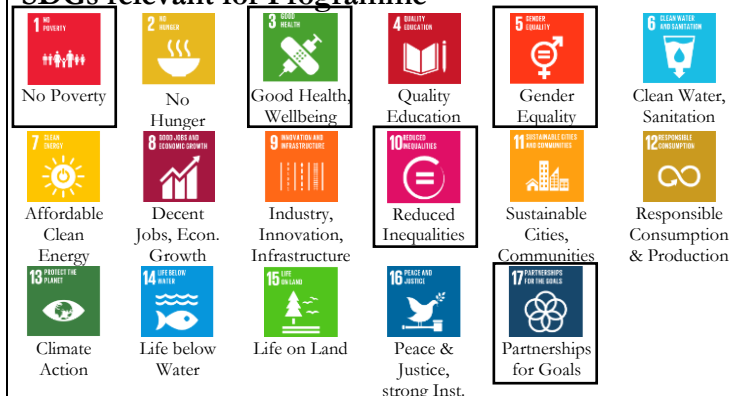 SDGs relevant for Programme
1 NO POVERTY
2 NO HUNGER
3 GOOD HEALTH
4 QUALITY EDUCATION
5 GENDER EQUALITY
6 CLEAN WATER AND SANITATION
No Poverty
No Hunger
Good Health, Wellbeing
Quality Education
Gender Equality
Clean Water, Sanitation
7 CLEAN ENERGY
8 GOOD JOBS AND ECONOMIC GROWTH
9 INNOVATION AND INFRASTRUCTURE
10 REDUCED INEQUALITIES
11 SUSTAINABLE CITIES AND COMMUNITIES
12 RESPONSIBLE CONSUMPTION
Affordable Clean Energy
Decent Jobs, Econ. Growth
Industry, Innovation, Infrastructure
Reduced Inequalities
Sustainable Cities, Communities
Responsible Consumption & Production
13 PROTECT THE PLANET
14 LIFE BELOW WATER
15 LIFE ON LAND
16 PEACE AND JUSTICE
17 PARTNERSHIPS FOR THE GOALS
Climate Action
Life below Water
Life on Land
Peace & Justice, strong Inst.
Partnerships for Goals